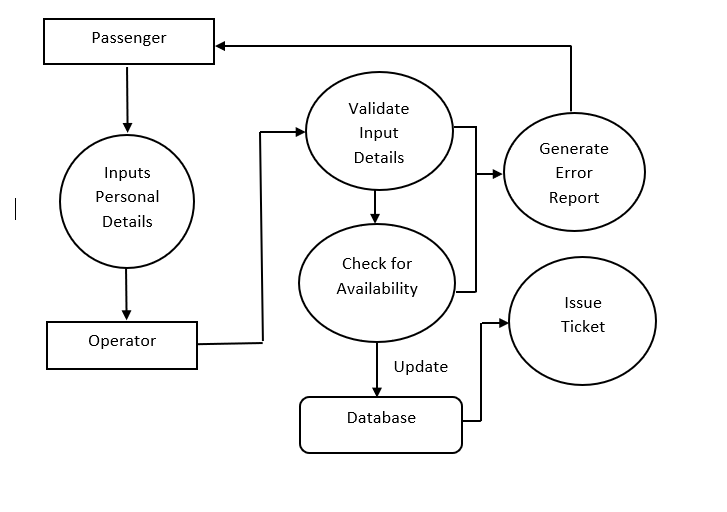 Passenger
Inputs
Personal
Details
Operator
Validate
Input
Details
Check for
Availability
Update
Database
Generate
Error
Report
Issue
Ticket